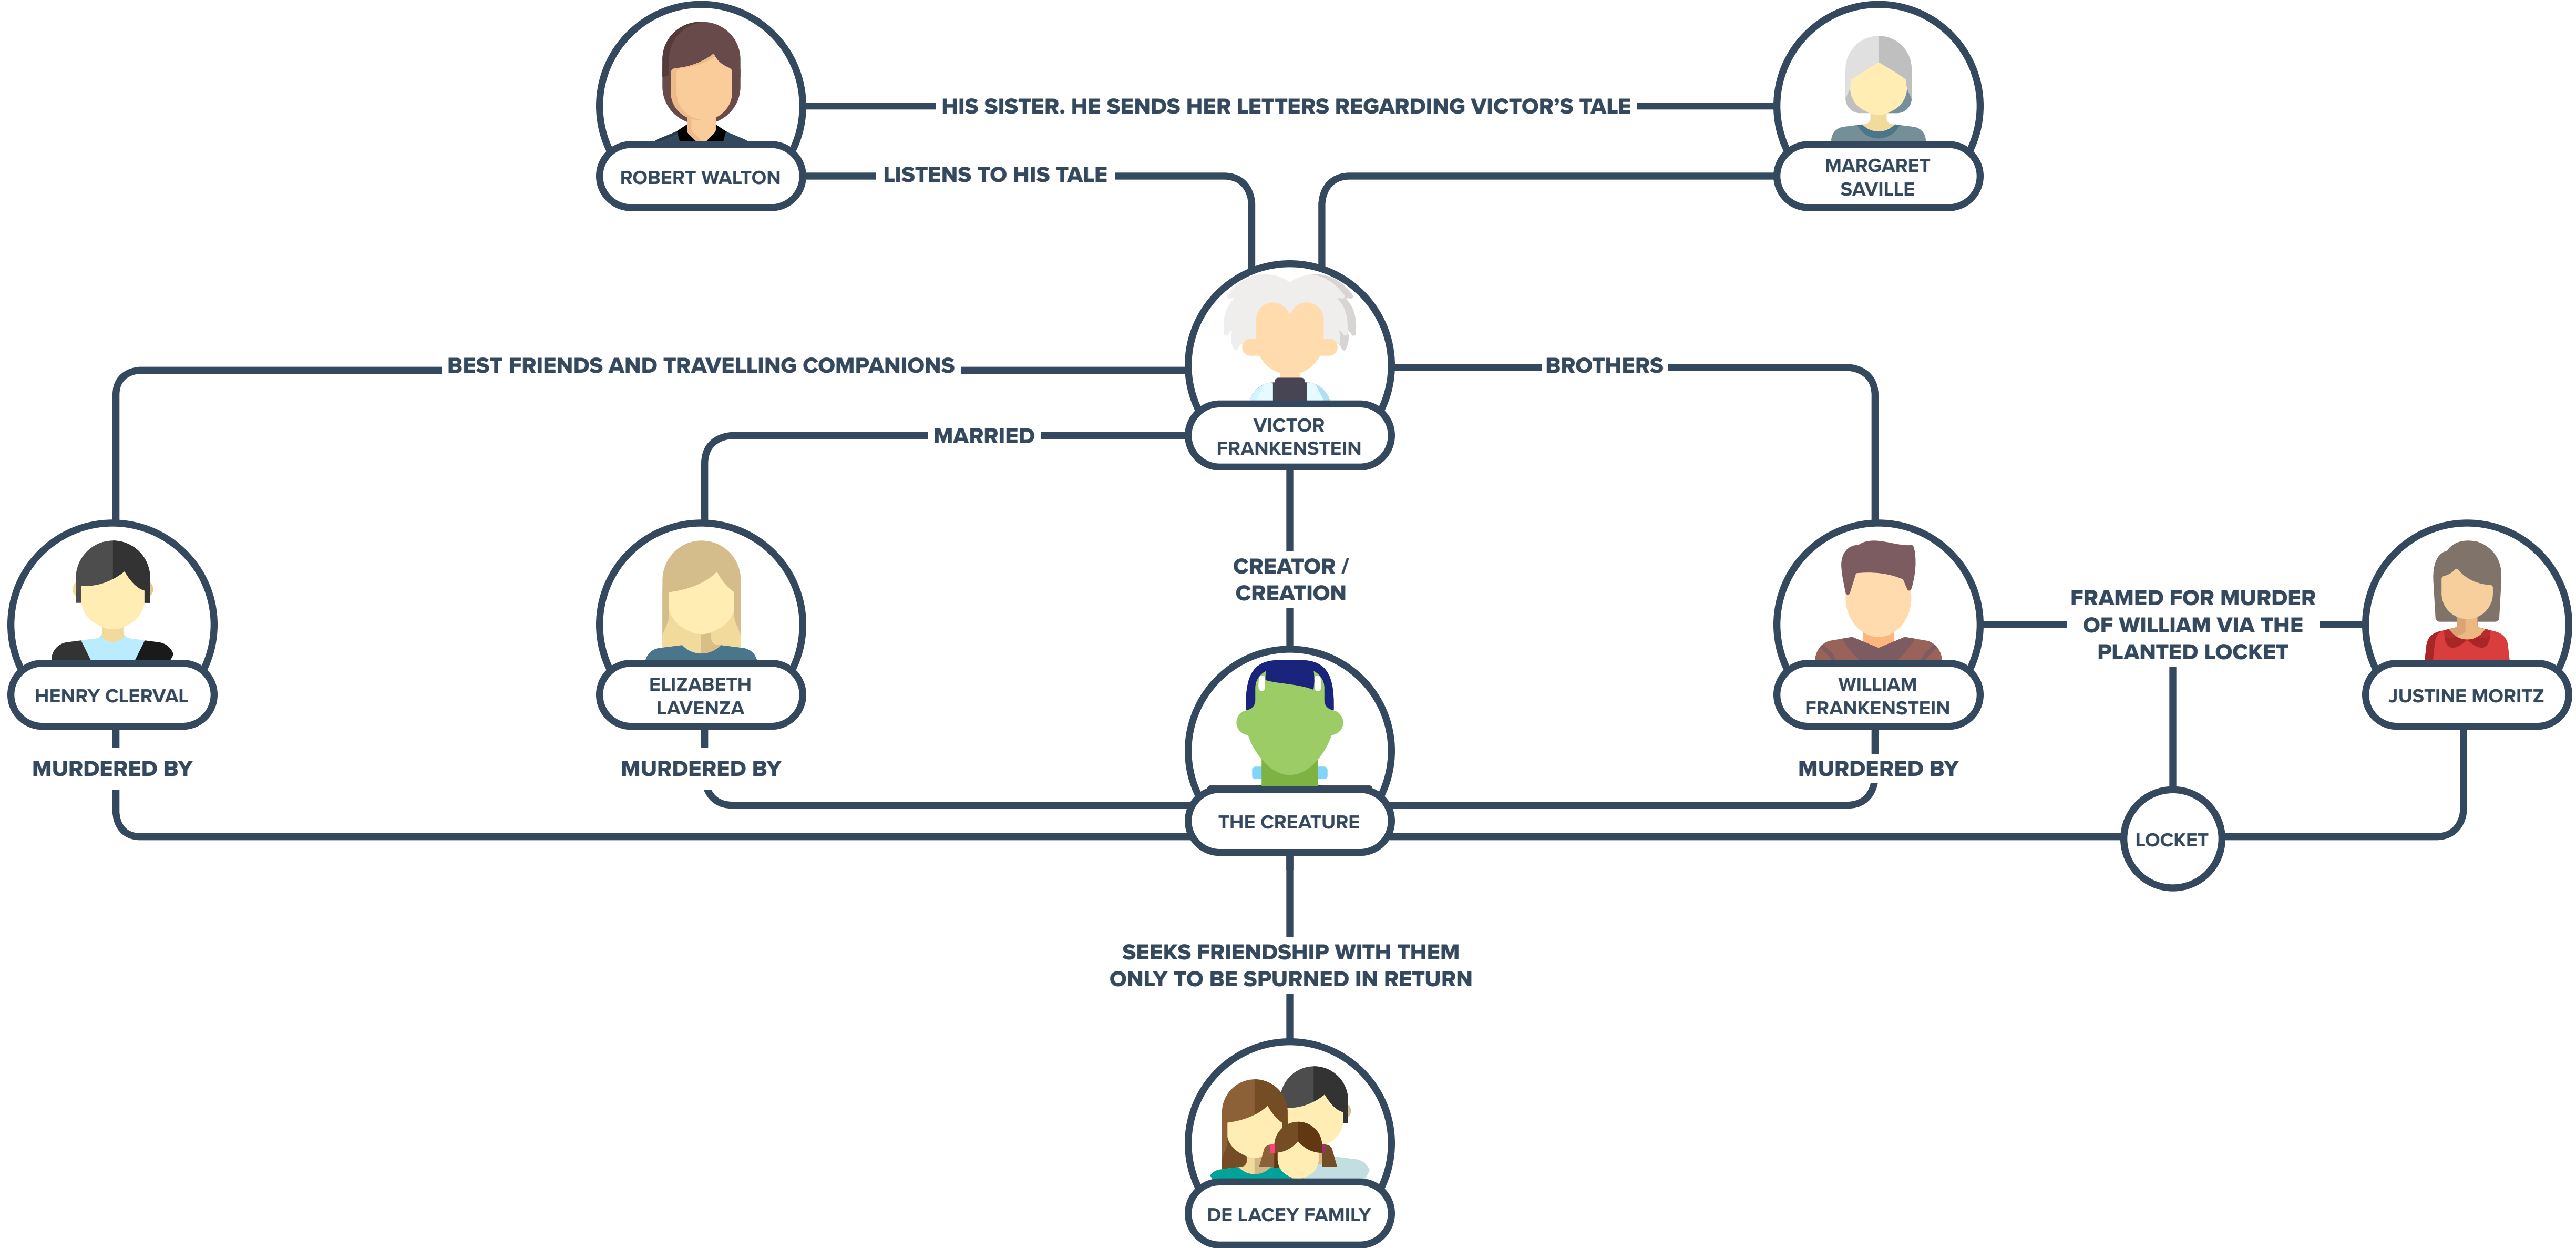 HIS SISTER. HE SENDS HER LETTERS REGARDING VICTOR'S TALE
ROBERT WALTON
LISTENS TO HIS TALE
MARGARET
SAVILLE
BEST FRIENDS AND TRAVELLING COMPANIONS
BROTHERS
VICTOR
FRANKENSTEIN
MARRIED
CREATOR /
CREATION
FRAMED FOR MURDER
OF WILLIAM VIA THE
PLANTED LOCKET
HENRY CLERVAL
ELIZABETH
LAVENZA
WILLIAM
FRANKENSTEIN
JUSTINE MORITZ
MURDERED BY
MURDERED BY
MURDERED BY
THE CREATURE
LOCKET
SEEKS FRIENDSHIP WITH THEM
ONLY TO BE SPURNED IN RETURN
DE LACEY FAMILY